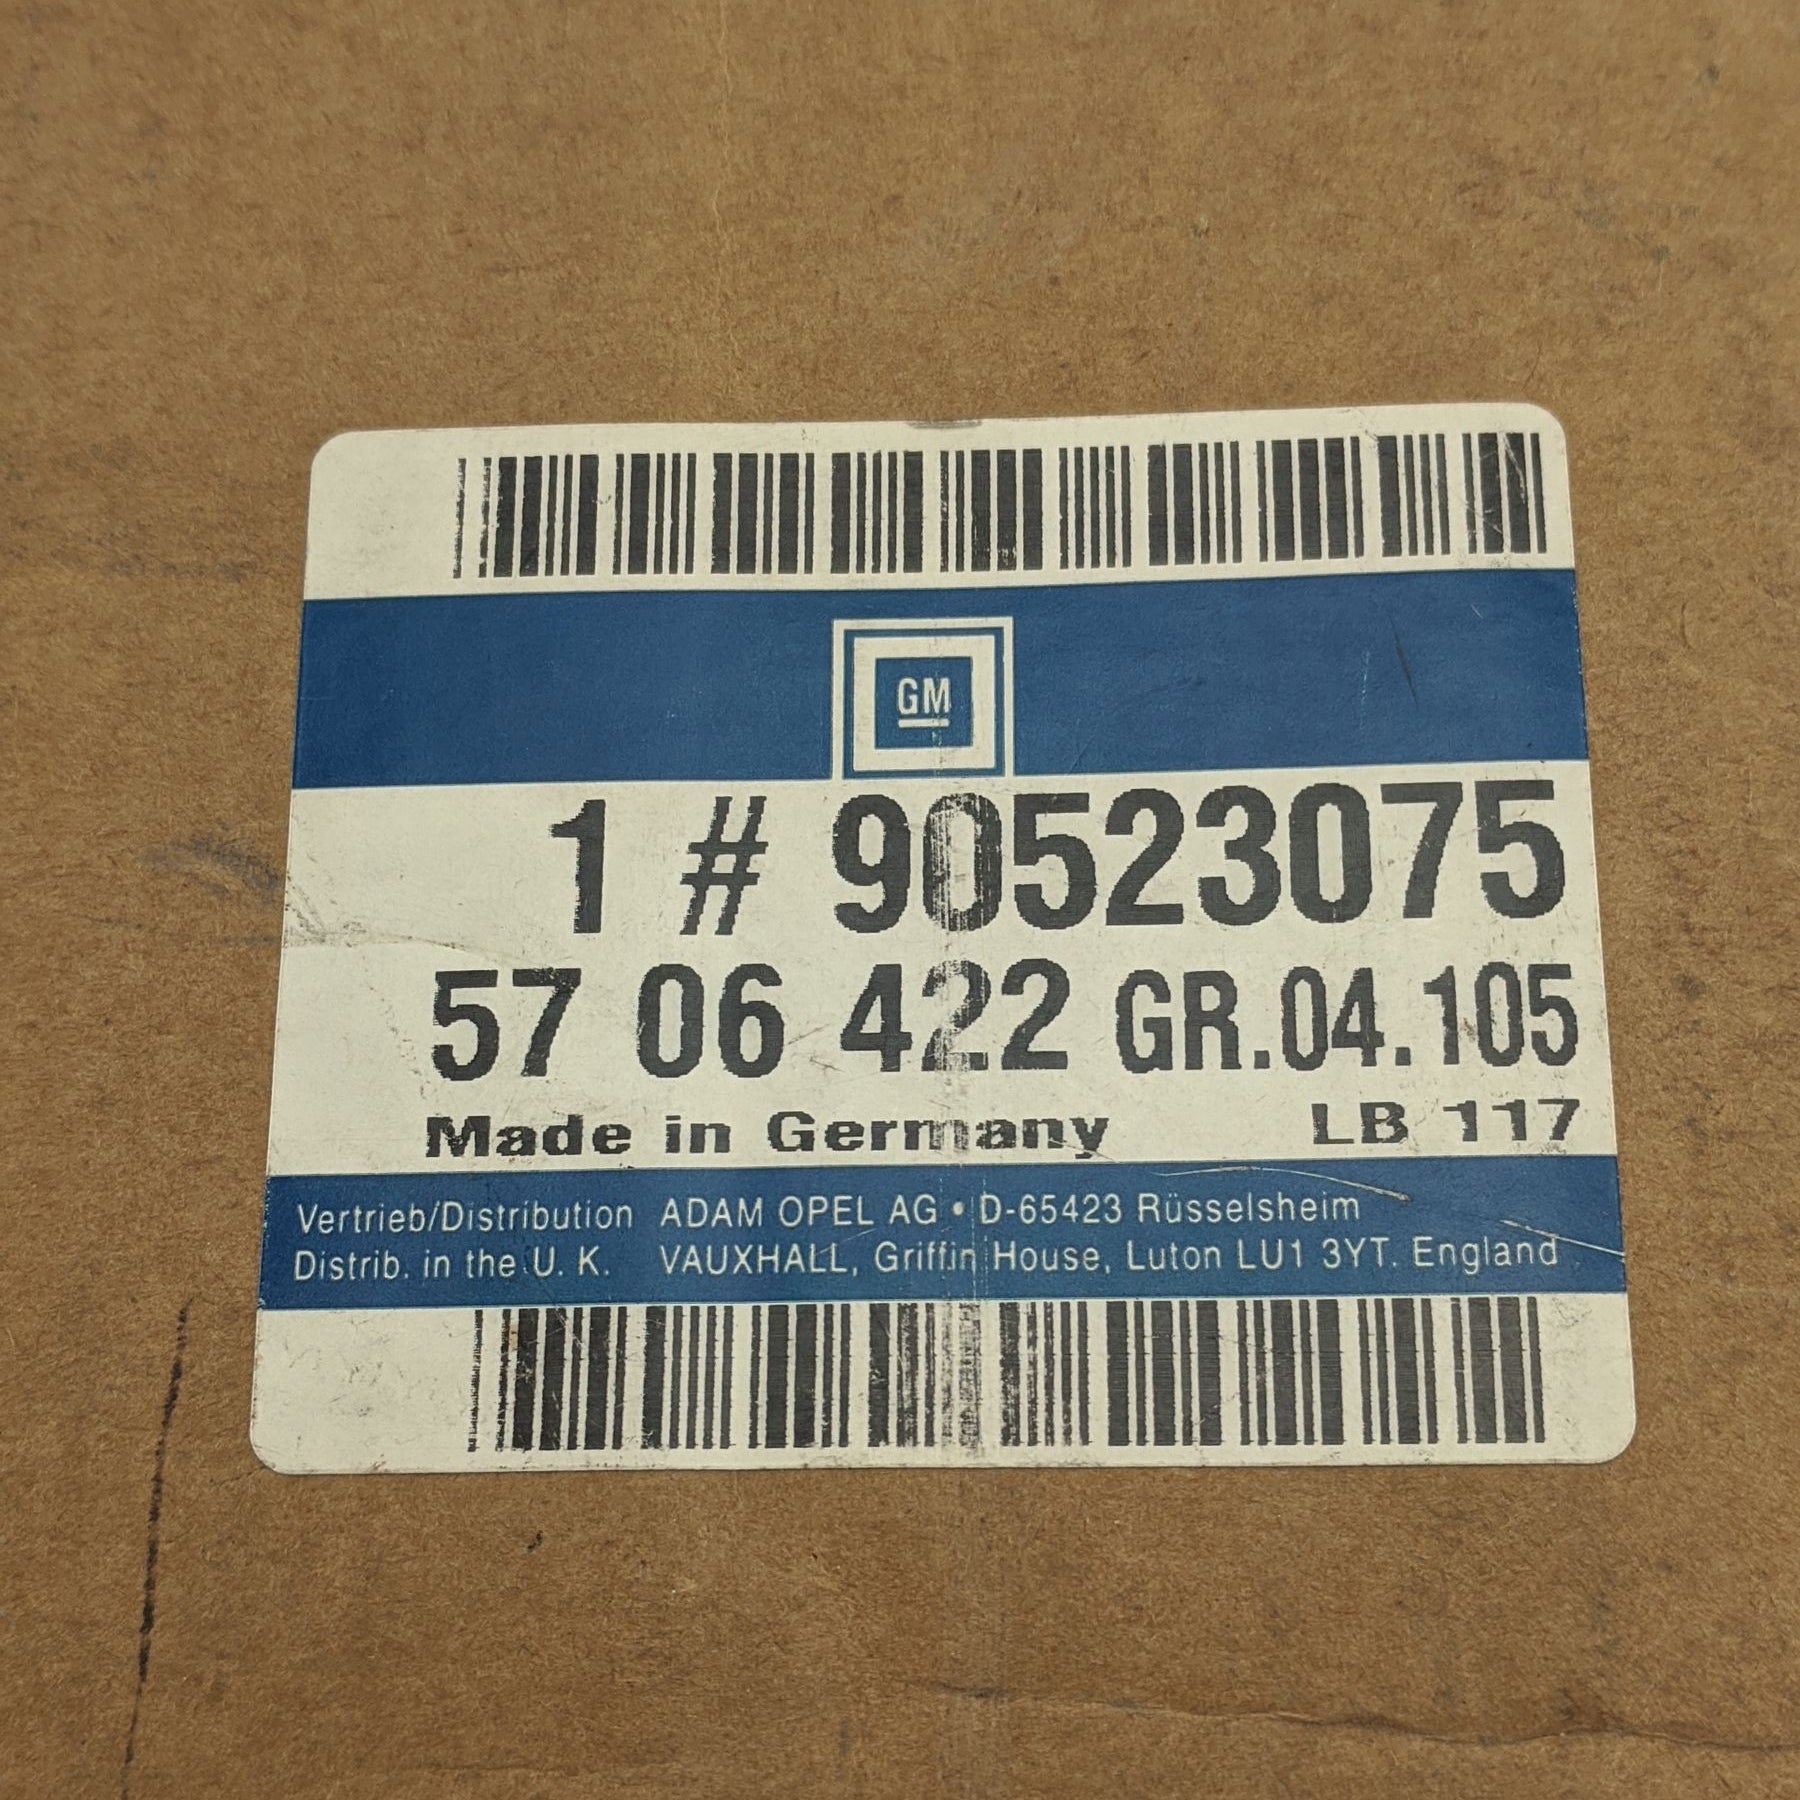 GM
1 # 90523075
57 06 422 GR.04.105
Made in Germany LB 117
Vertrieb/Distribution ADAM OPEL AG • D-65423 Rüsselsheim
Distrib. in the U. K. VAUXHALL, Griffin House, Luton LU1 3YT. England